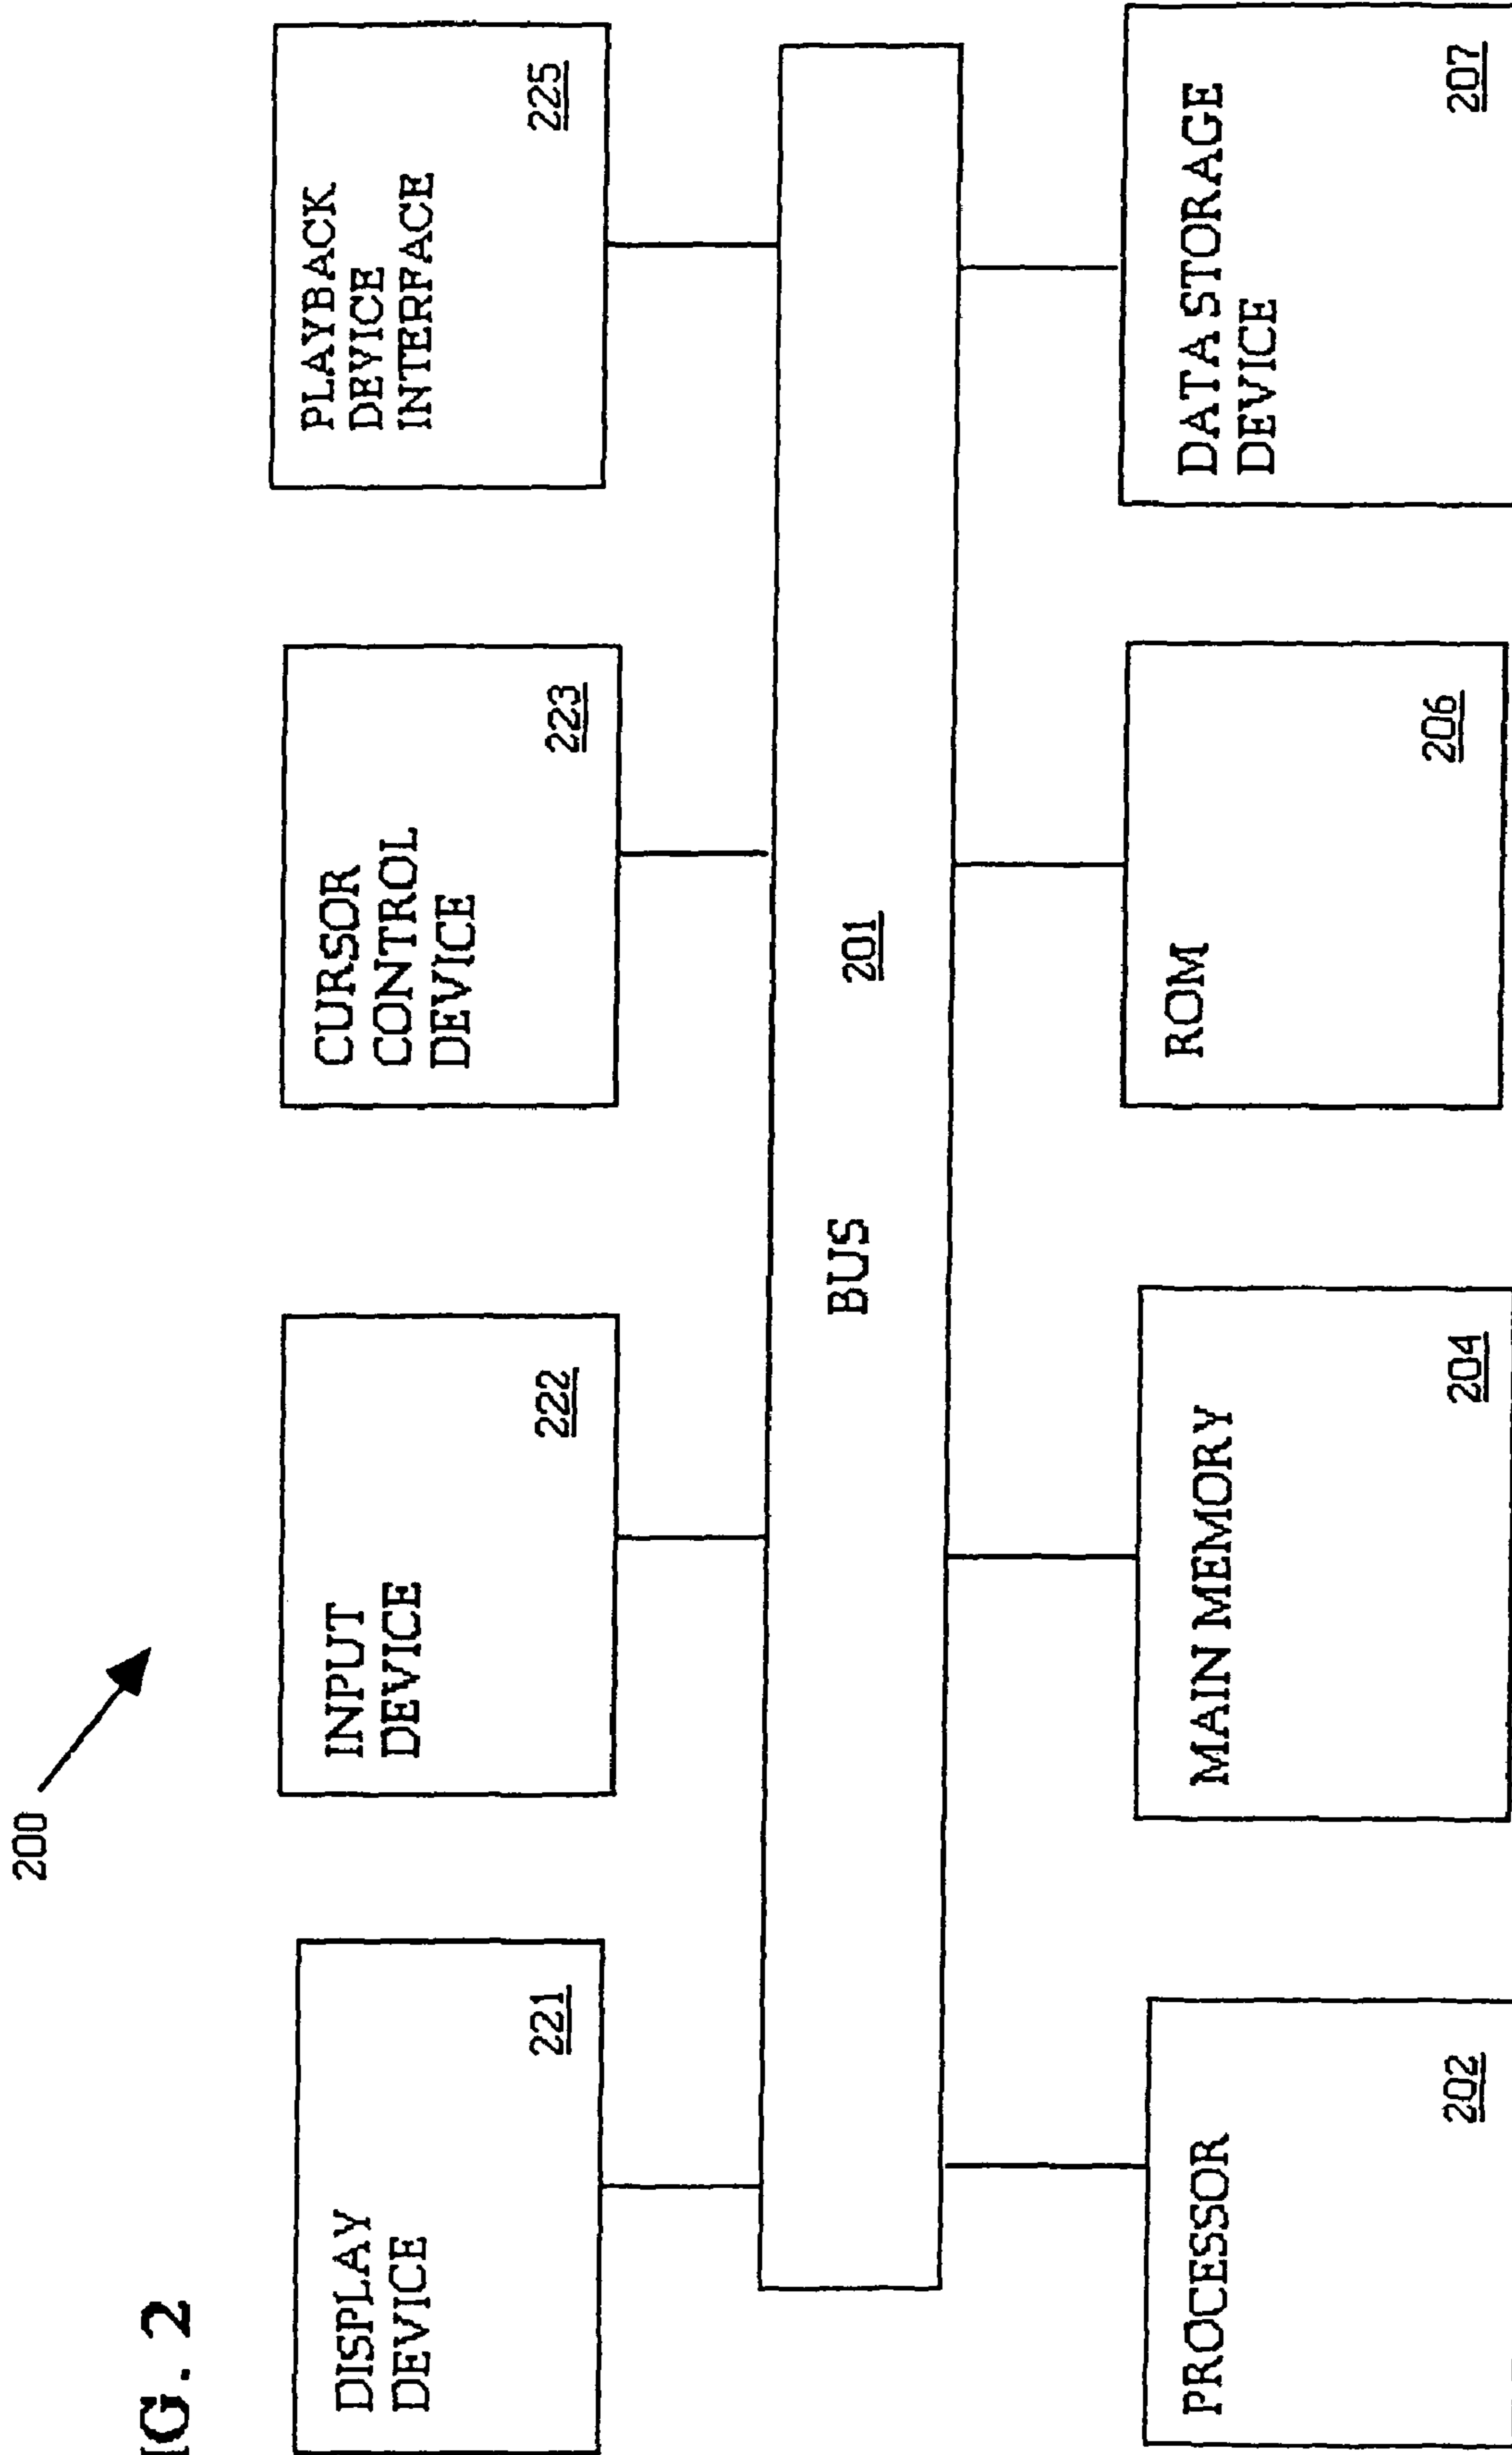 IG. 2
200
DISPLAY
DEVICE
221
INPUT
DEVICE
222
CURSOR
CONTROL
DEVICE
223
PLAYBACK
DEVICE
INTERFACE
225
BUS
201
PROCESSOR
202
MAIN MEMORY
204
ROM
206
DATA STORAGE
DEVICE
207